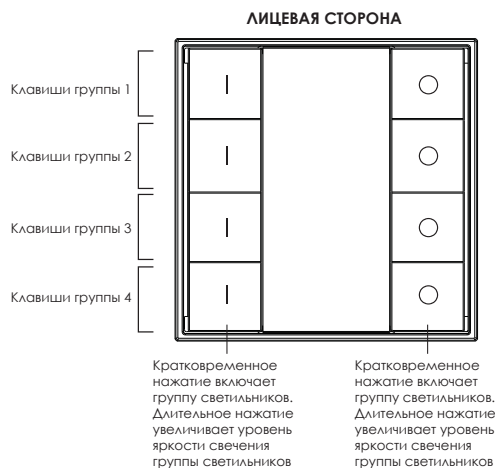 ЛИЦЕВАЯ СТОРОНА
Клавиши группы 1
Клавиши группы 2
Клавиши группы 3
Клавиши группы 4
Кратковременное
нажатие включает
группу светильников.
Длительное нажатие
увеличивает уровень
яркости свечения
группы светильников
Кратковременное
нажатие включает
группу светильников.
Длительное нажатие
увеличивает уровень
яркости свечения
группы светильников